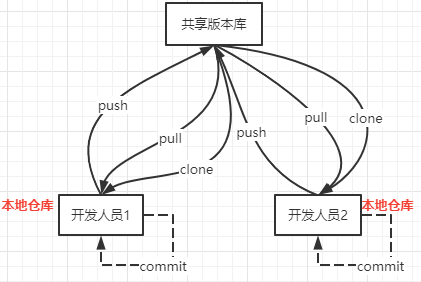 共享版本库
push
pull
clone
push
pull
clone
本地仓库
开发人员1
开发人员2
本地仓库
commit
commit